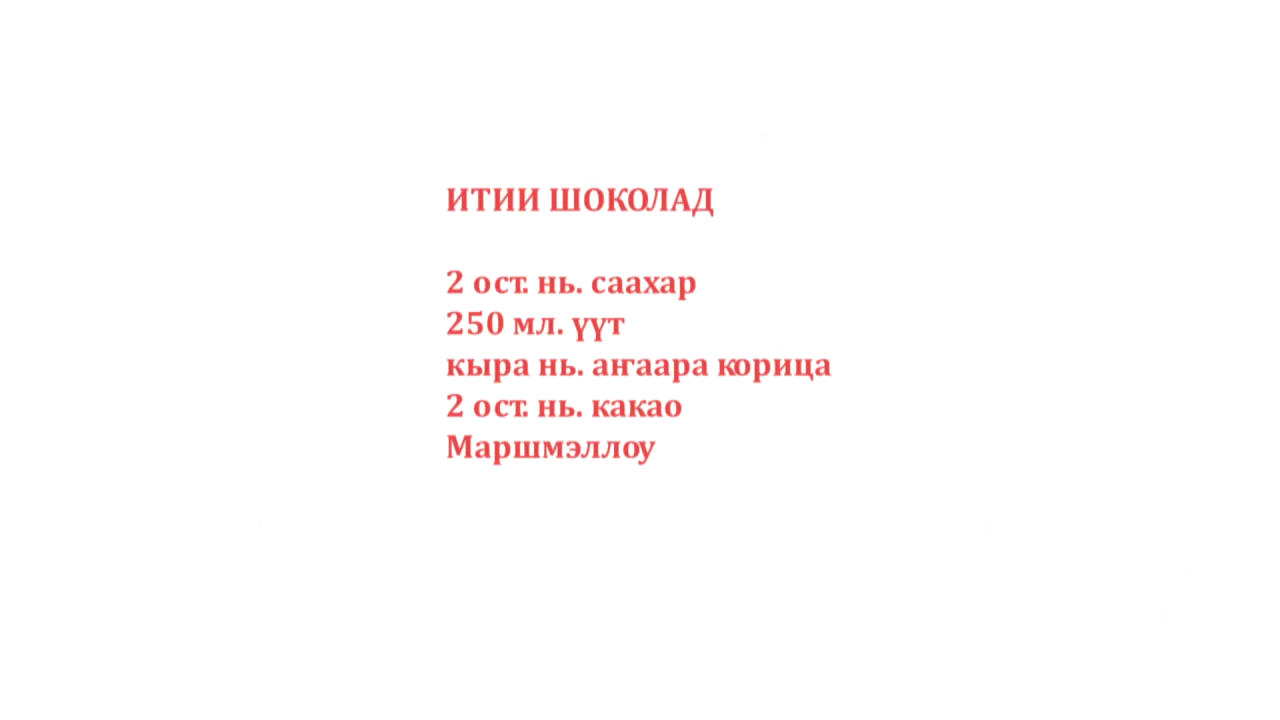 ИТИИ ШОКОЛАД
2 ост. нь. саахар
250 мл. үүт
кыра нь. аҥаара корица
2 ост. нь. какао
Маршмэллоу